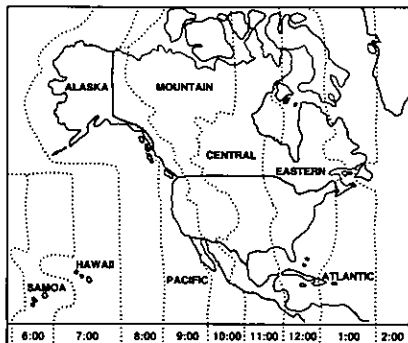 ALASKA MOUNTAIN
CENTRAL
EASTERN
HAWAII
SAMOA
PACIFIC ATLANTIC
6:00 7:00 8:00 9:00 10:00 11:00 12:00 1:00 2:00